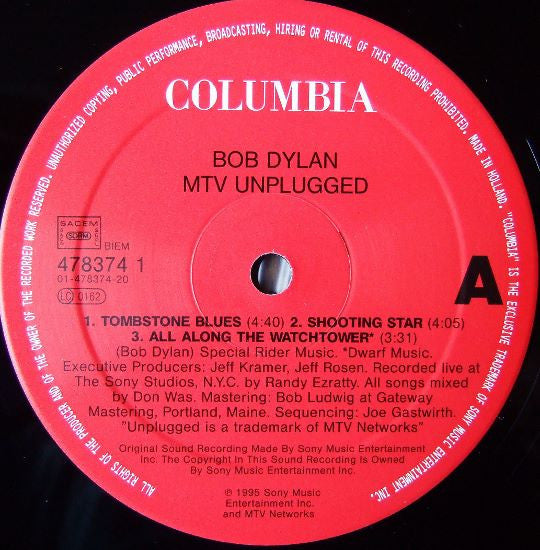 ALL RIGHTS OF THE PRODUCER AND OF THE OWNER OF THE RECORDED WORK RESERVED. UNAUTHORIZED COPYING, PUBLIC PERFORMANCE, BROADCASTING, HIRING OR RENTAL OF THIS RECORDING PROHIBITED. MADE IN HOLLAND. "COLUMBIA" IS THE EXCLUSIVE TRADEMARK OF SONY MUSIC ENTERTAINMENT INC.
COLUMBIA
BOB DYLAN
MTV UNPLUGGED
SACEM
SDRM
BIEM
478374 1
01-478374-20
LC 0162
A
1. TOMBSTONE BLUES (4:40) 2. SHOOTING STAR (4:05)
3. ALL ALONG THE WATCHTOWER* (3:31)
(Bob Dylan) Special Rider Music. *Dwarf Music.
Executive Producers: Jeff Kramer, Jeff Rosen. Recorded live at
The Sony Studios, N.Y.C. by Randy Ezratty. All songs mixed
by Don Was. Mastering: Bob Ludwig at Gateway
Mastering, Portland, Maine. Sequencing: Joe Gastwirth.
"Unplugged is a trademark of MTV Networks"
Original Sound Recording Made By Sony Music Entertainment
Inc. The Copyright In This Sound Recording Is Owned
By Sony Music Entertainment Inc.
℗ 1995 Sony Music
Entertainment Inc.
and MTV Networks